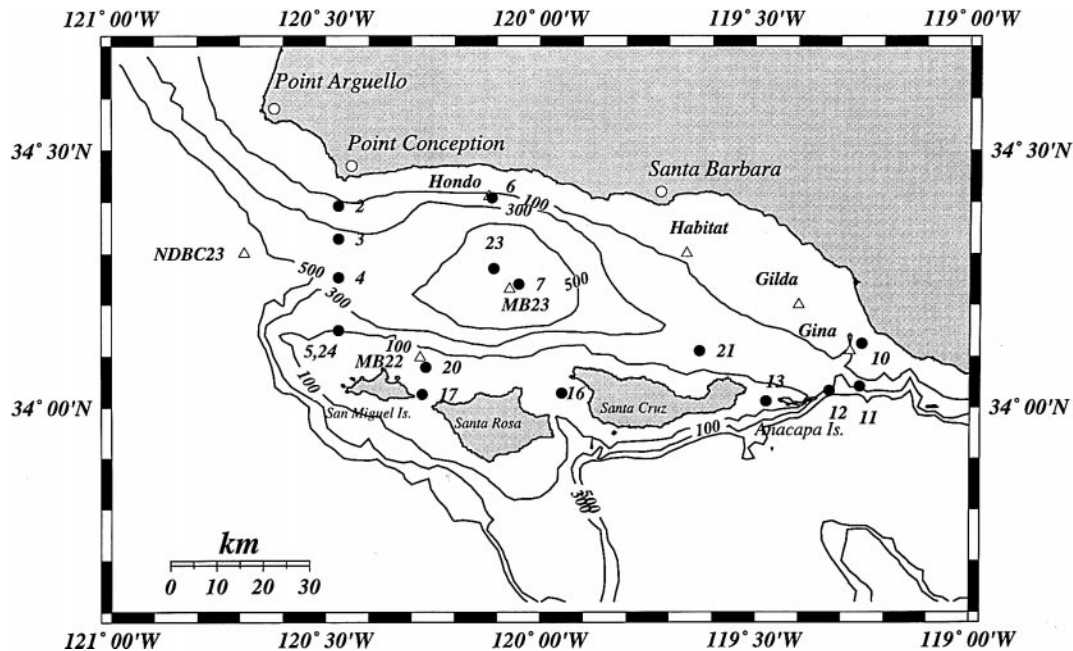 121° 00'W 120° 30'W 120° 00'W 119° 30'W 119° 00'W
Point Arguello
34° 30'N
Point Conception
34° 30'N
Santa Barbara
Hondo
6
100
300
2
Habitat
3
23
NDBC23
500
4
7
500
Gilda
MB23
300
Gina
5,24
100
21
10
MB22
20
13
100
17
16
34° 00'N
San Miguel Is.
Santa Cruz
34° 00'N
Santa Rosa
12
11
100
Anacapa Is.
500
300
km
0 10 20 30
121° 00'W 120° 30'W 120° 00'W 119° 30'W 119° 00'W